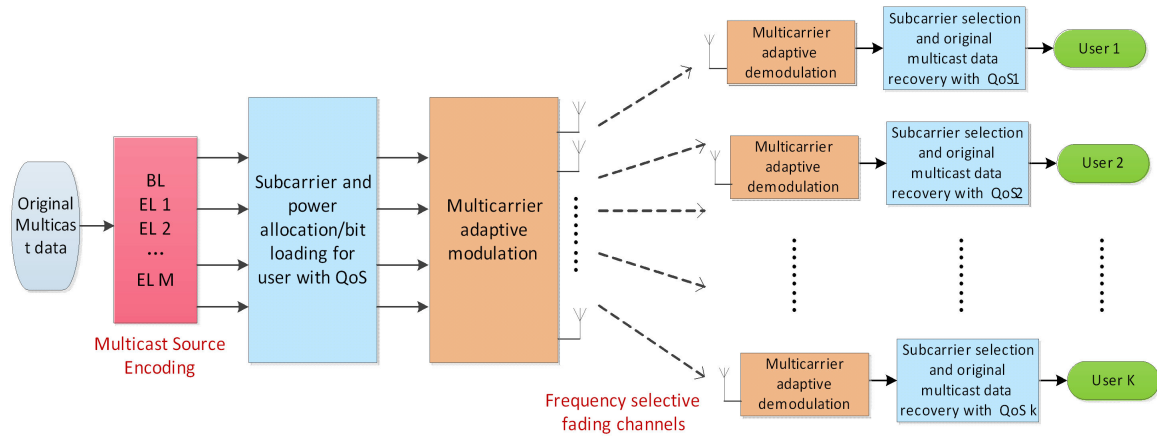 Original
Multicas
t data
BL
EL 1
EL 2
...
EL M
Multicast Source
Encoding
Subcarrier and
power
allocation/bit
loading for
user with QoS
Multicarrier
adaptive
modulation
Frequency selective
fading channels
Multicarrier
adaptive
demodulation
Subcarrier selection
and original
multicast data
recovery with QoS1
User 1
Multicarrier
adaptive
demodulation
Subcarrier selection
and original
multicast data
recovery with QoS2
User 2
Multicarrier
adaptive
demodulation
Subcarrier selection
and original
multicast data
recovery with QoS k
User K